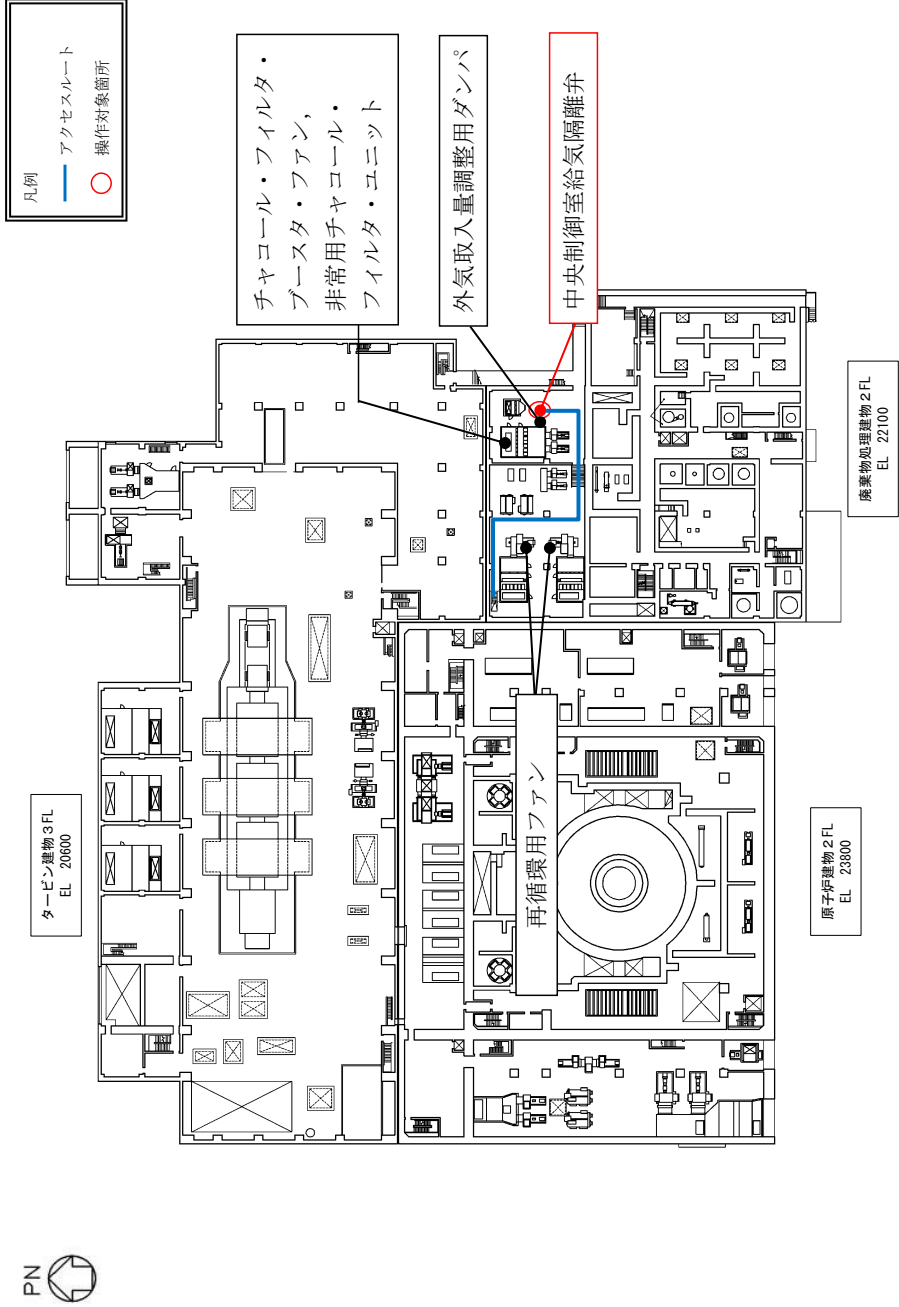 凡例
アクセスルート
操作対象箇所
チャコール・フィルタ・
ブースタ・ファン,
非常用チャコール・
フィルタ・ユニット
外気取入量調整用ダンパ
中央制御室給気隔離弁
再循環用ファン
タービン建物3FL
EL 20600
原子炉建物2FL
EL 23800
廃棄物処理建物2FL
EL 22100
PN